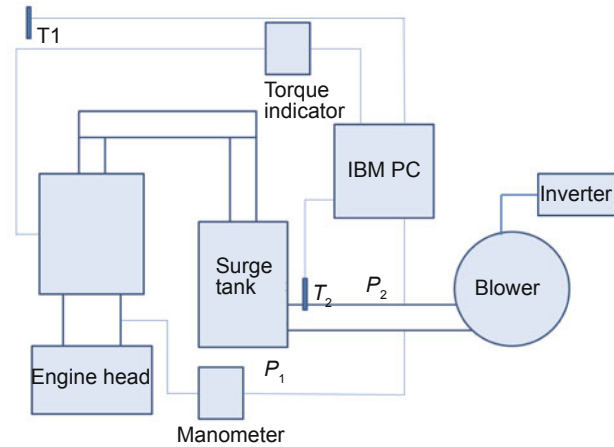 T1
Torque
indicator
IBM PC
Inverter
Surge
tank
T2
P2
Blower
Engine head
P1
Manometer